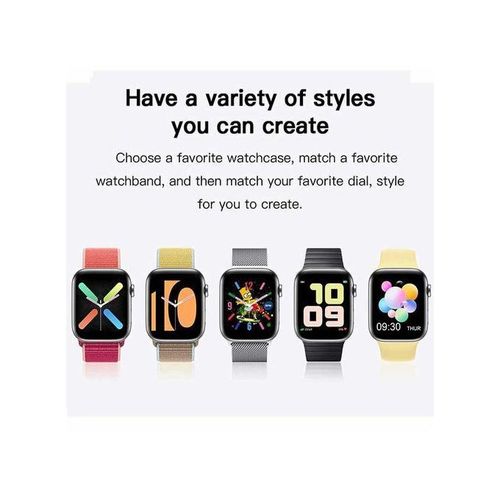 Have a variety of styles
you can create
Choose a favorite watchcase, match a favorite
watchband, and then match your favorite dial, style
for you to create.
10
10
09
09:30 THUR